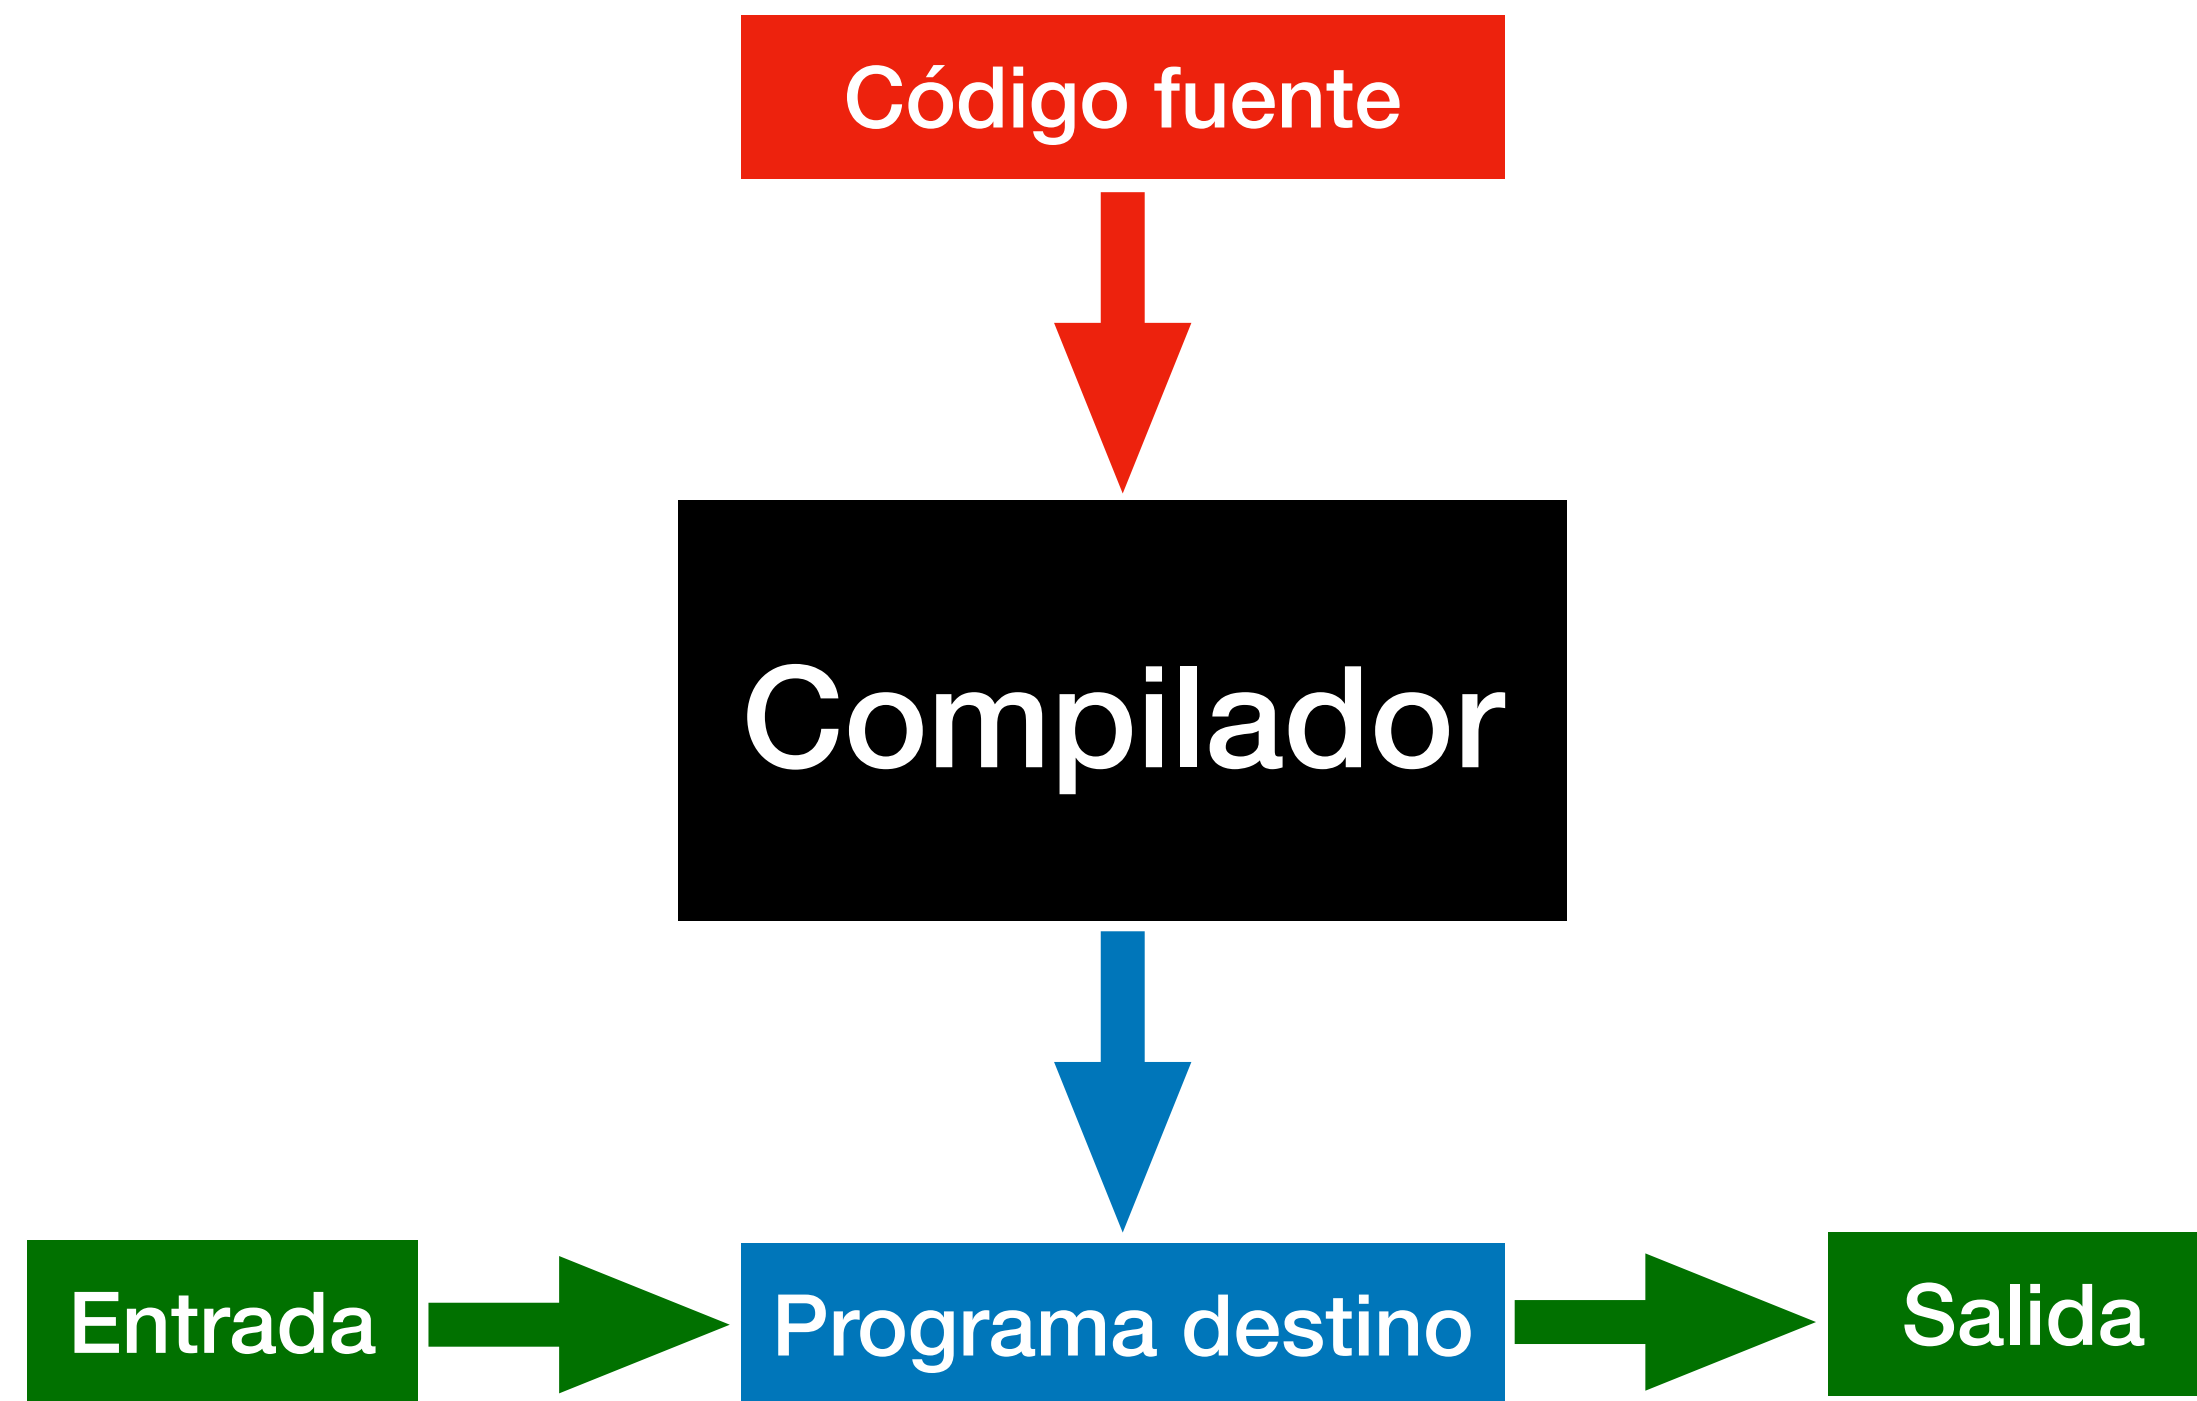 Código fuente
Compilador
Entrada
Programa destino
Salida